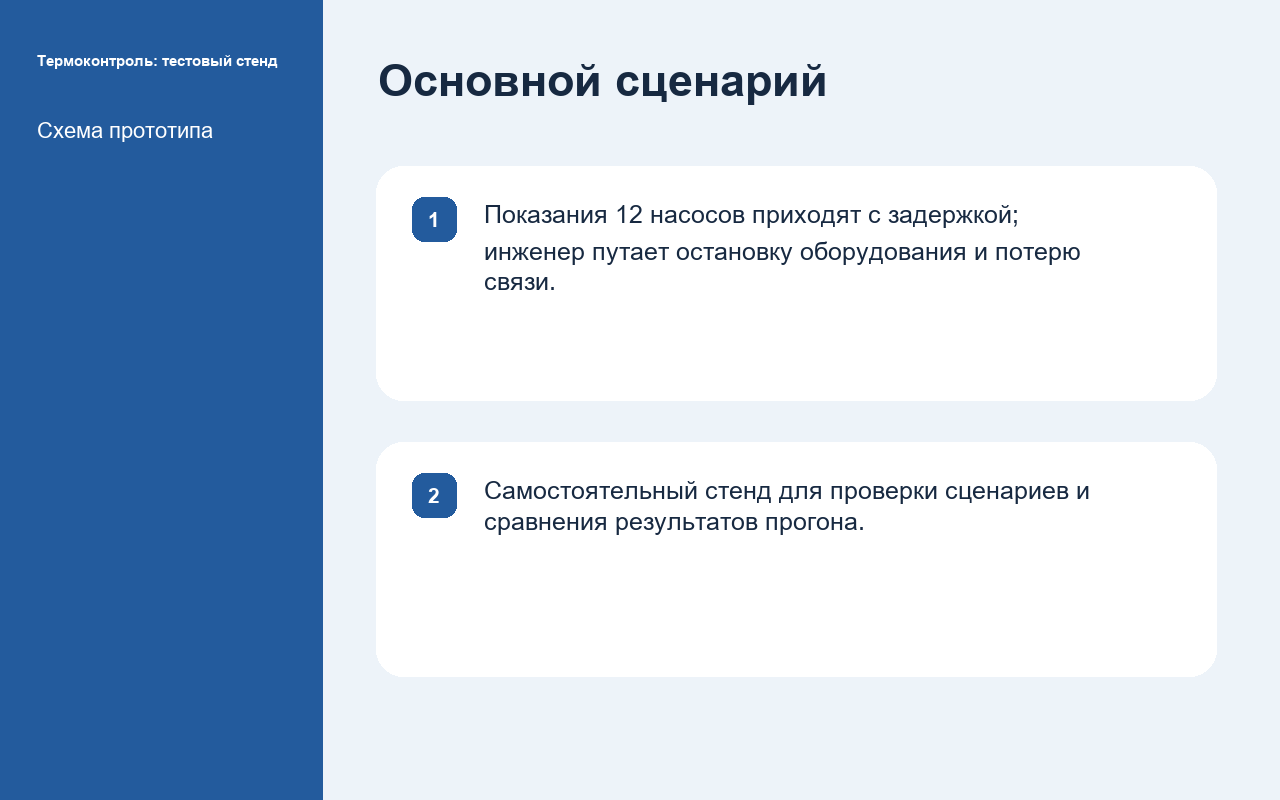 Термоконтроль: тестовый стенд
Схема прототипа
Основной сценарий
1
Показания 12 насосов приходят с задержкой;
инженер путает остановку оборудования и потерю
связи.
2
Самостоятельный стенд для проверки сценариев и
сравнения результатов прогона.